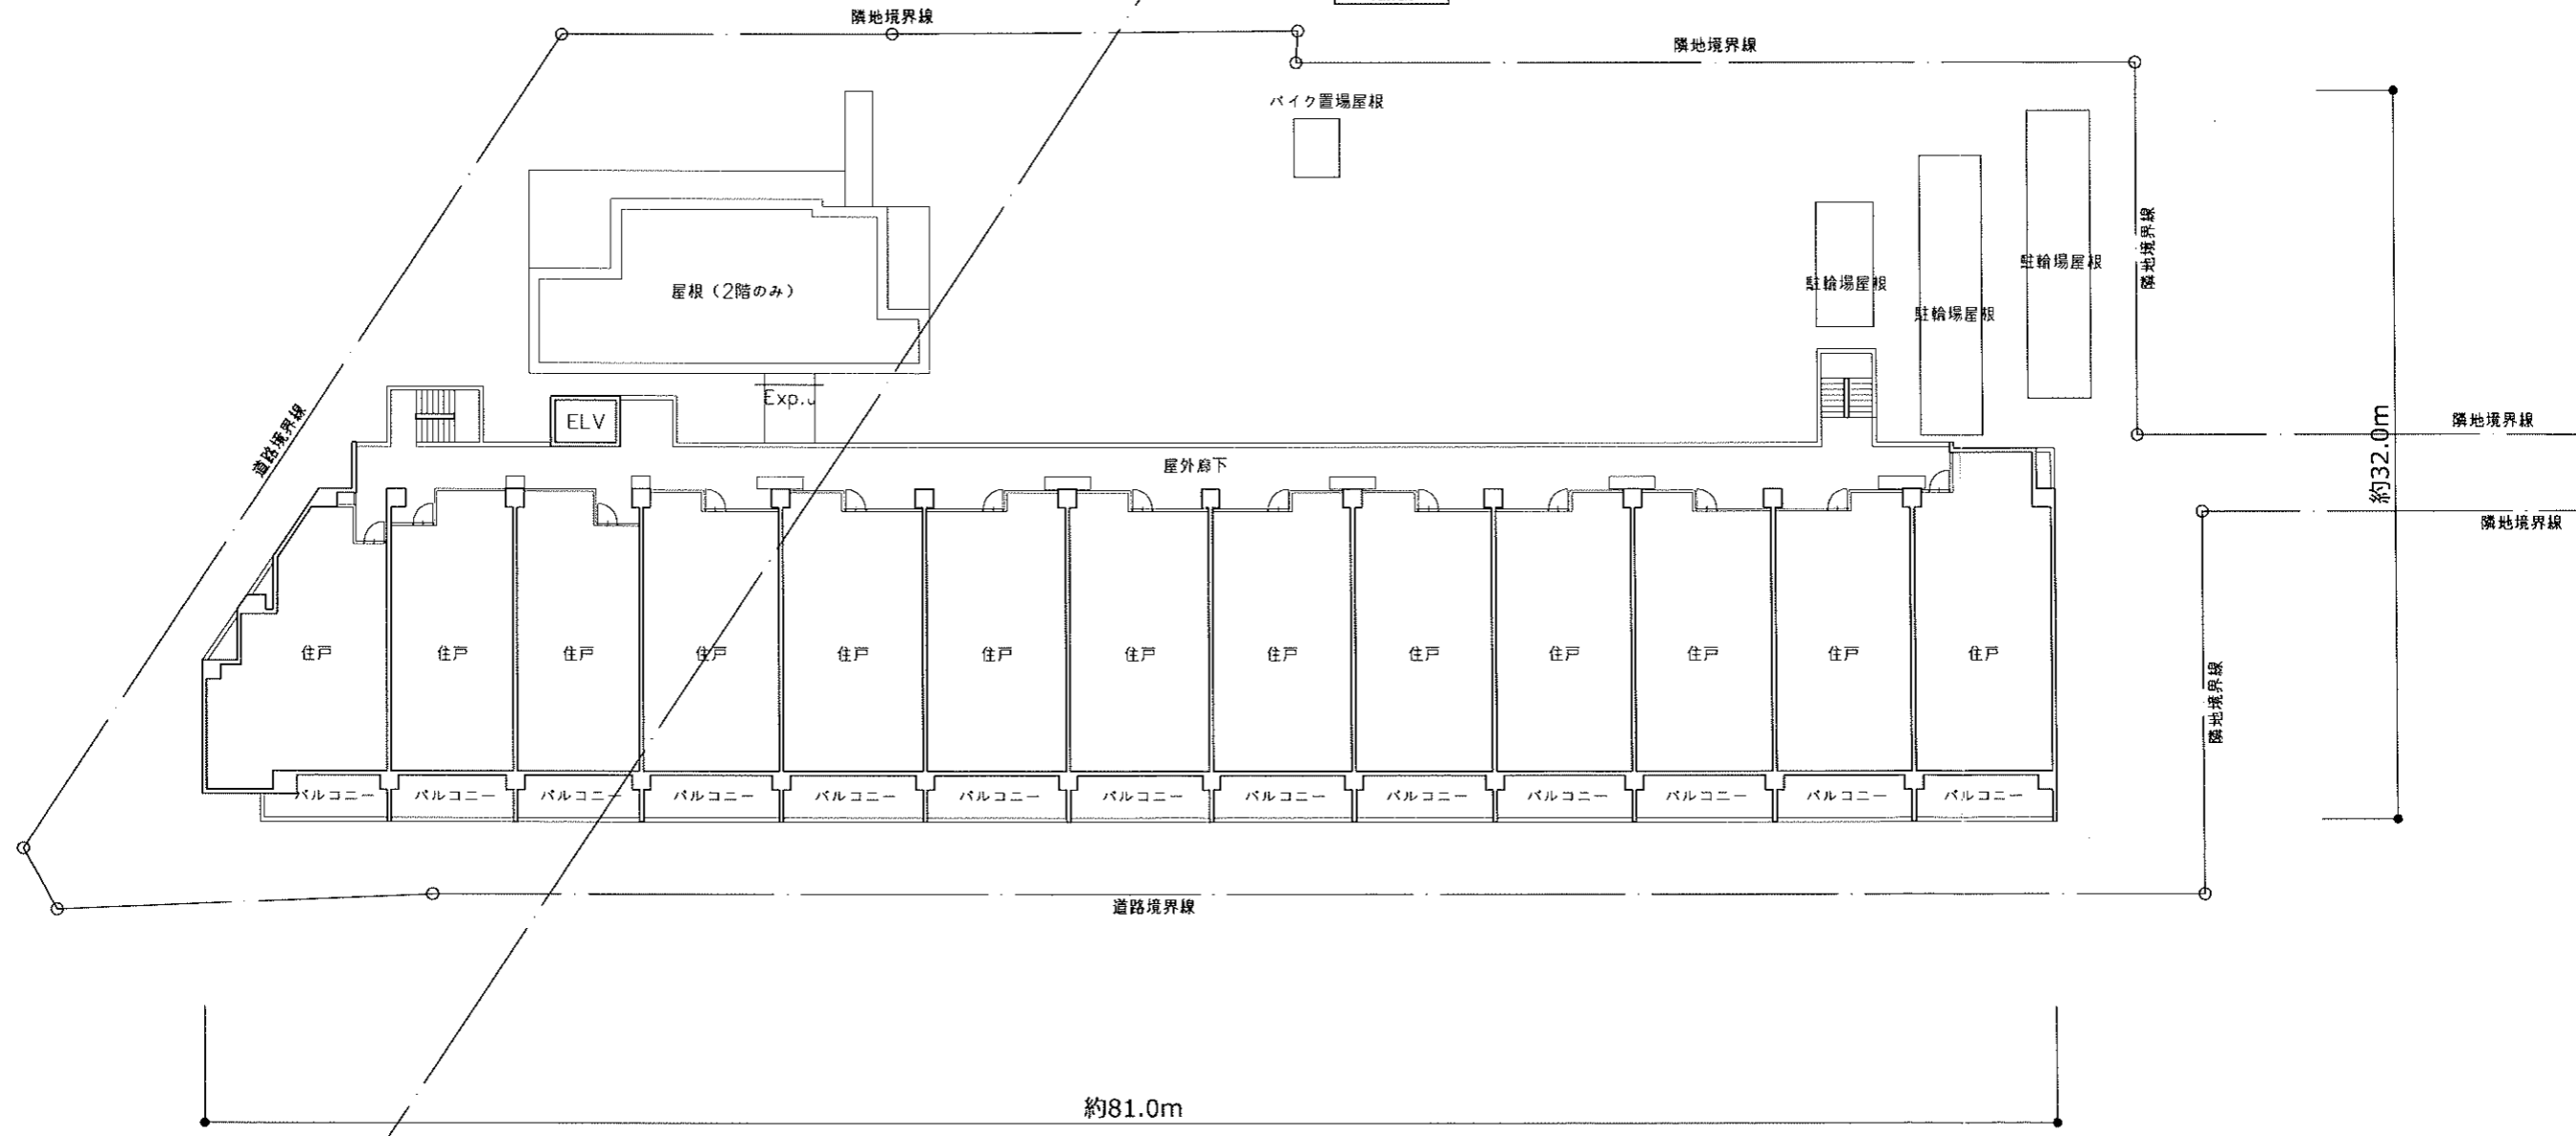 隣地境界線
隣地境界線
バイク置場屋根
隣地境界線
駐輪場屋根
駐輪場屋根
駐輪場屋根
屋根（2階のみ）
Exp.J
ELV
道路境界線
屋外廊下
隣地境界線
約32.0m
隣地境界線
住戸
住戸
住戸
住戸
住戸
住戸
住戸
住戸
住戸
住戸
住戸
住戸
住戸
隣地境界線
バルコニー
バルコニー
バルコニー
バルコニー
バルコニー
バルコニー
バルコニー
バルコニー
バルコニー
バルコニー
バルコニー
バルコニー
バルコニー
道路境界線
約81.0m